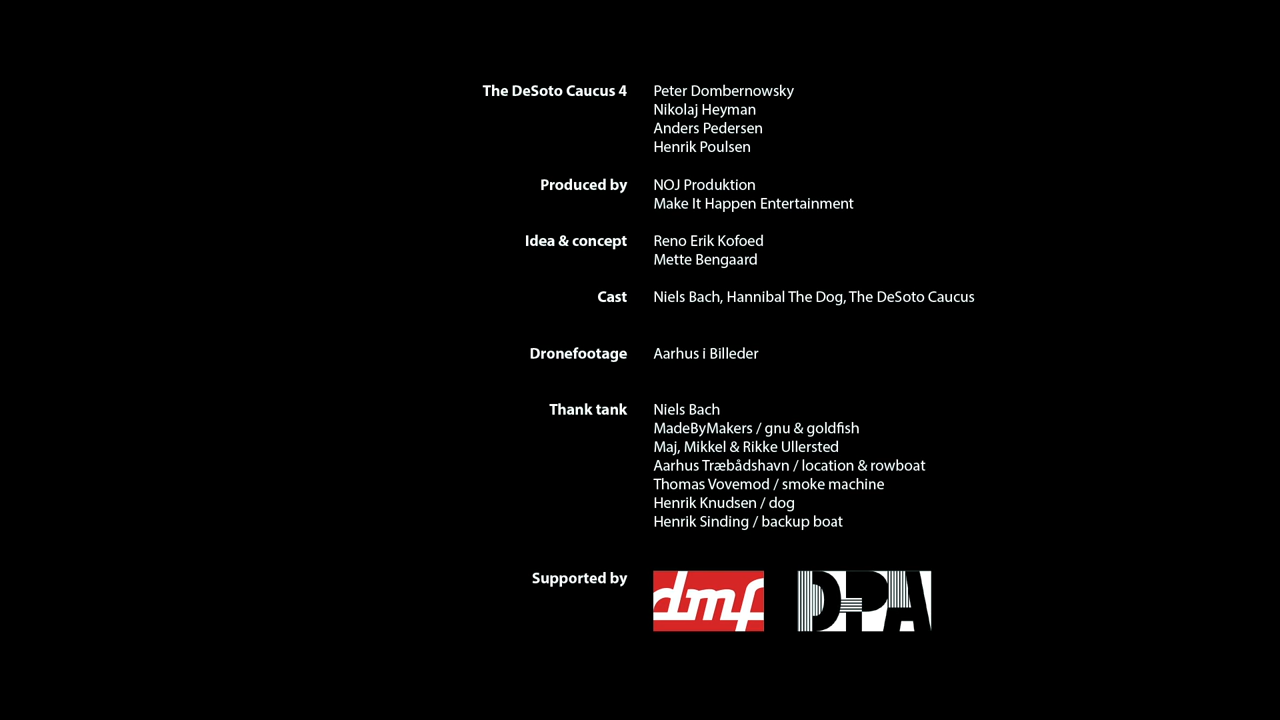 The DeSoto Caucus 4 Peter Dombernowsky
Nikolaj Heyman
Anders Pedersen
Henrik Poulsen
Produced by NOJ Produktion
Make It Happen Entertainment
Idea & concept Reno Erik Kofoed
Mette Bengaard
Cast Niels Bach, Hannibal The Dog, The DeSoto Caucus
Dronefootage Aarhus i Billeder
Thank tank Niels Bach
MadeByMakers / gnu & goldfish
Maj, Mikkel & Rikke Ullersted
Aarhus Træbådshavn / location & rowboat
Thomas Vovemod / smoke machine
Henrik Knudsen / dog
Henrik Sinding / backup boat
Supported by dmf DPA